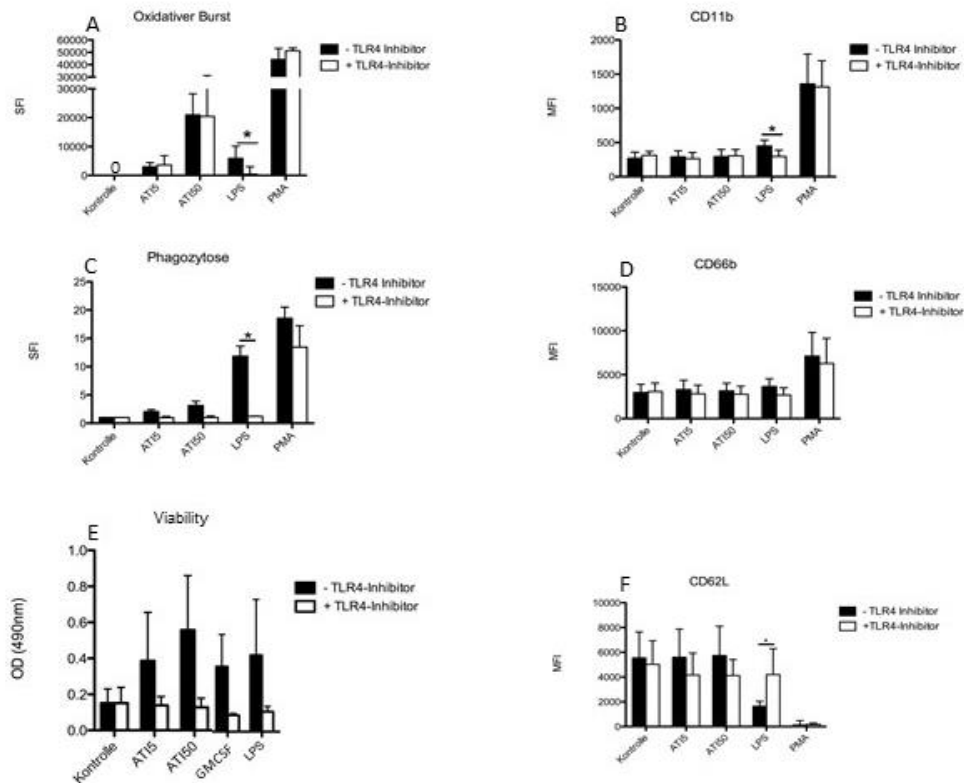 A
Oxidativer Burst
60000
50000
40000
30000
20000
10000
0
SFI
0
Kontrolle
ATI5
ATI50
LPS
PMA
*
- TLR4 Inhibitor
+ TLR4-Inhibitor
B
CD11b
2000
1500
1000
500
0
MFI
Kontrolle
ATI5
ATI50
LPS
PMA
*
- TLR4 Inhibitor
+ TLR4-Inhibitor
C
Phagozytose
25
20
15
10
5
0
SFI
Kontrolle
ATI5
ATI50
LPS
PMA
*
- TLR4 Inhibitor
+ TLR4-Inhibitor
D
CD66b
15000
10000
5000
0
MFI
Kontrolle
ATI5
ATI50
LPS
PMA
- TLR4 Inhibitor
+ TLR4-Inhibitor
E
Viability
1.0
0.8
0.6
0.4
0.2
0.0
OD (490nm)
Kontrolle
ATI5
ATI50
GMCSF
LPS
- TLR4-Inhibitor
+ TLR4-Inhibitor
F
CD62L
10000
8000
6000
4000
2000
0
MFI
Kontrolle
ATI5
ATI50
LPS
PMA
- TLR4 Inhibitor
+TLR4-Inhibitor